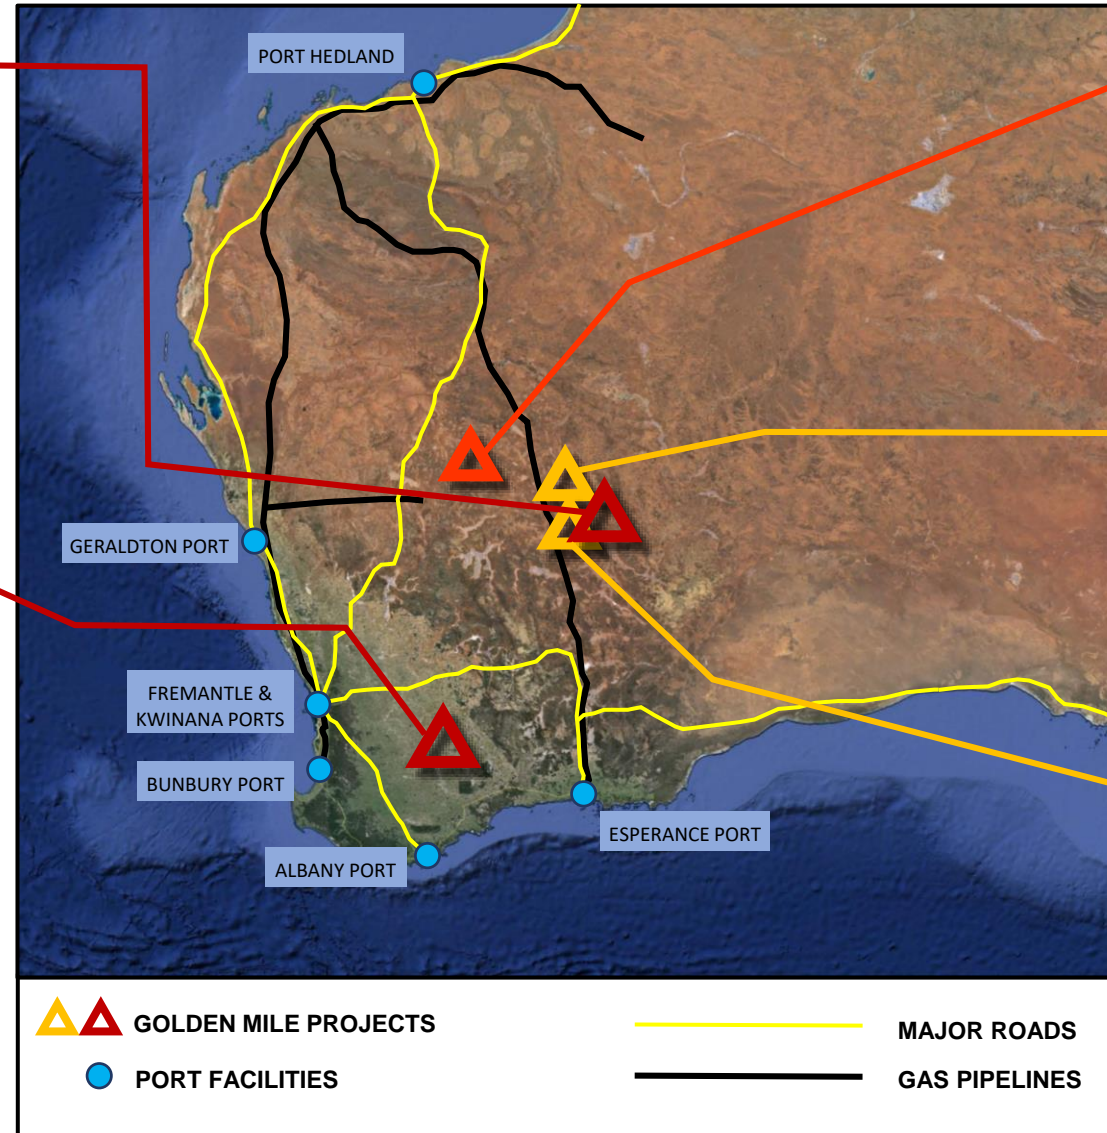 PORT HEDLAND
GERALDTON PORT
FREMANTLE &
KWINANA PORTS
BUNBURY PORT
ALBANY PORT
ESPERANCE PORT
GOLDEN MILE PROJECTS
MAJOR ROADS
PORT FACILITIES
GAS PIPELINES